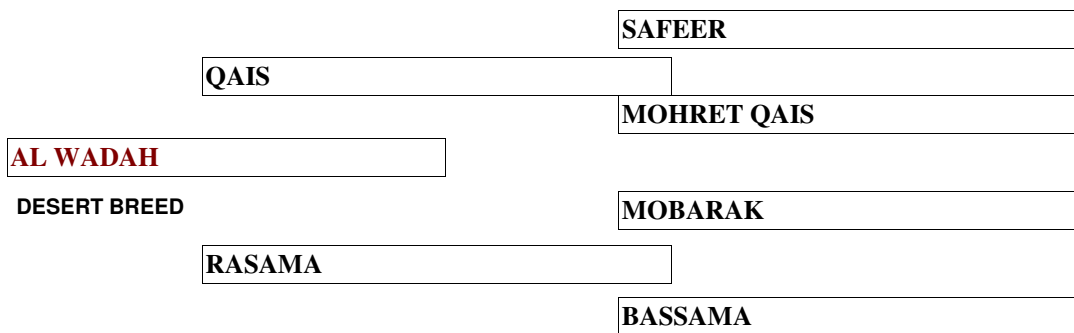 SAFEER
QAIS
MOHRET QAIS
AL WADAH
DESERT BREED
MOBARAK
RASAMA
BASSAMA